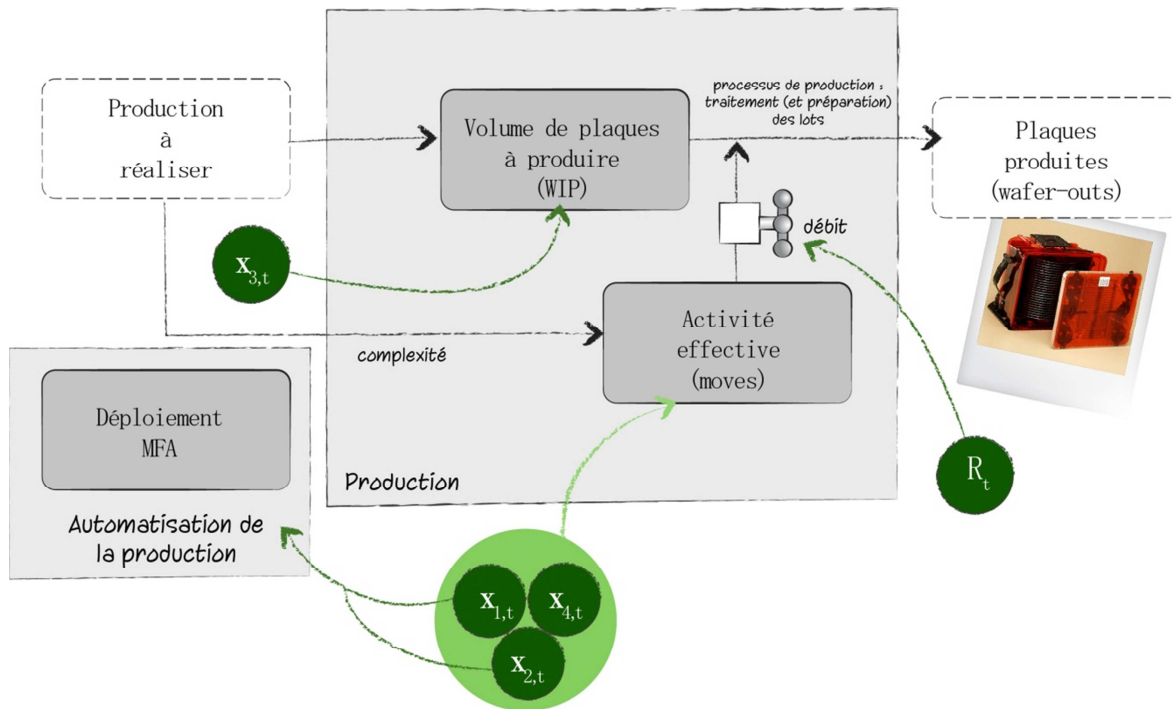 Production
à
réaliser
Volume de plaques
à produire
(WIP)
processus de production :
traitement (et préparation)
des lots
Plaques
produites
(wafer-outs)
débit
x3,t
Activité
effective
(moves)
complexité
Déploiement
MFA
Production
Rt
Automatisation de
la production
x1,t
x4,t
x2,t